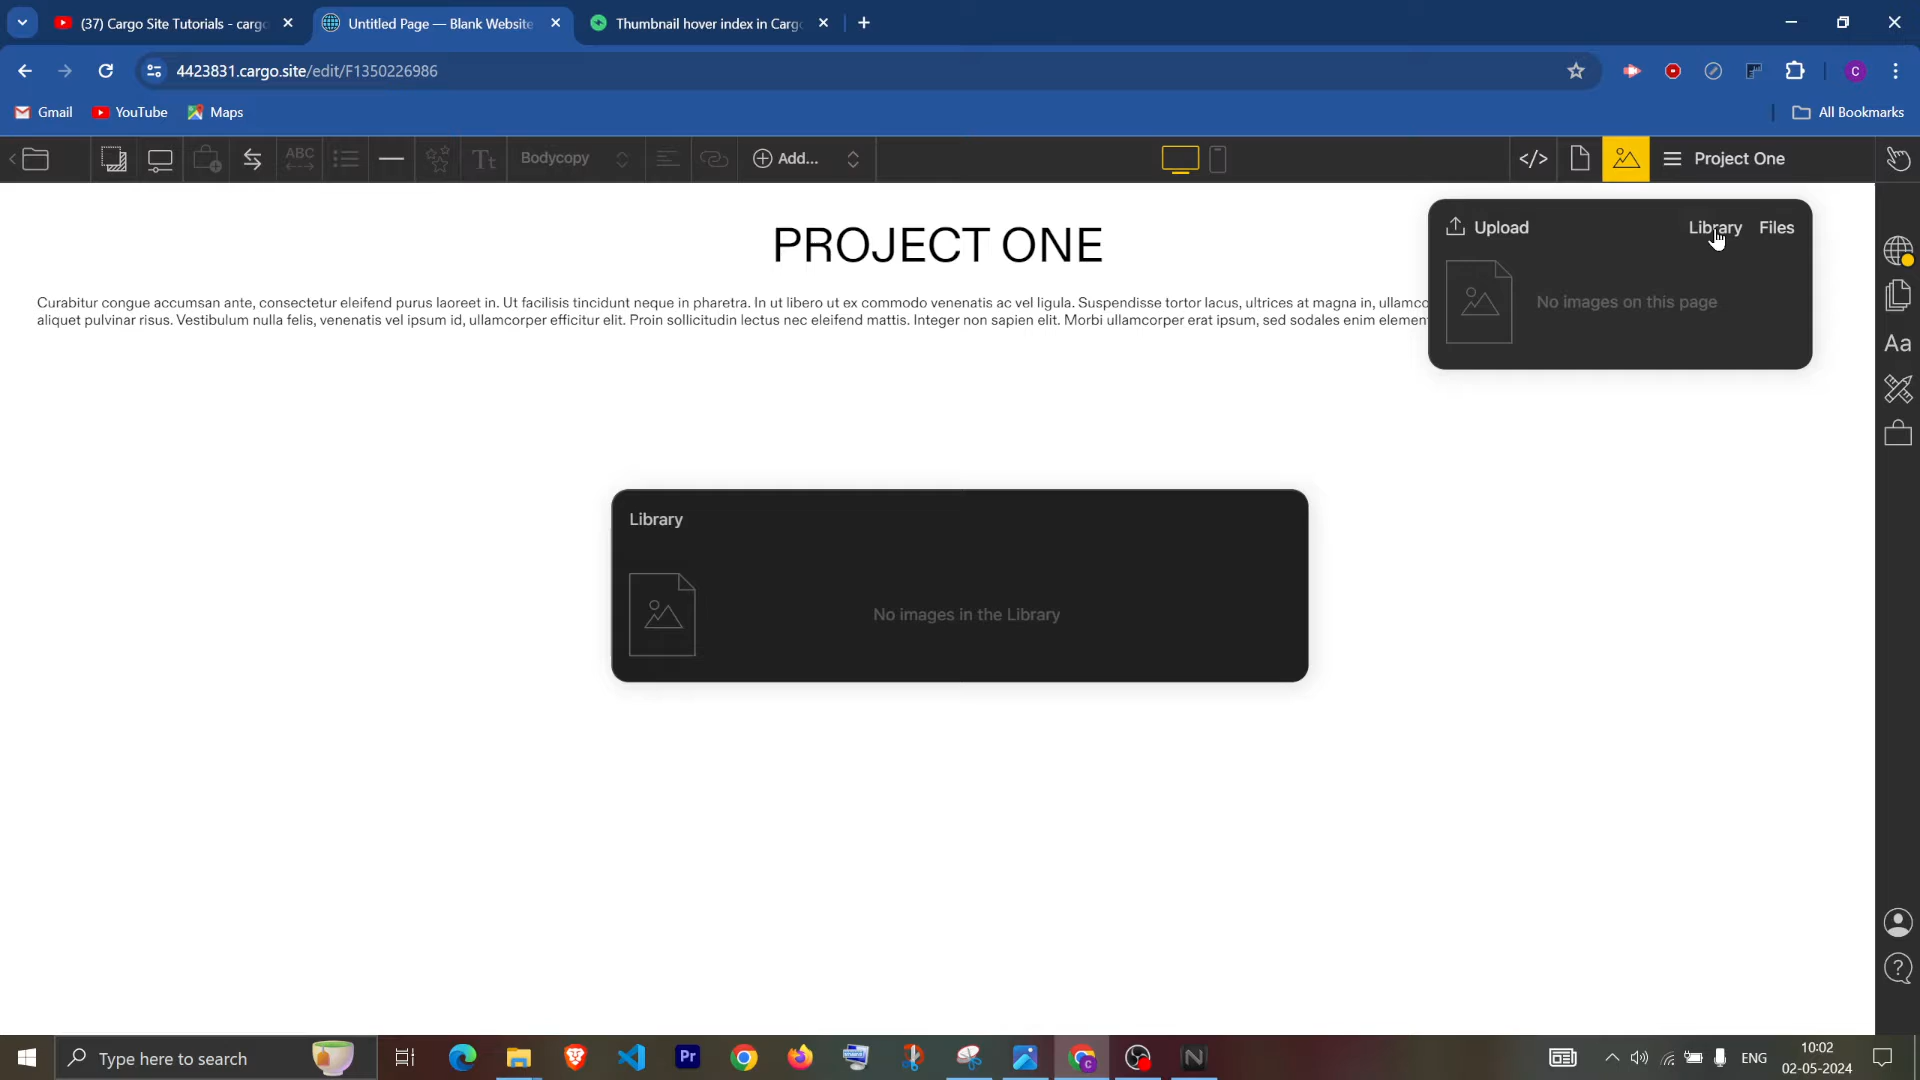 (37) Cargo Site Tutorials - cargo
Untitled Page — Blank Website
Thumbnail hover index in Carg
4423831.cargo.site/edit/F1350226986
C
Gmail
YouTube
Maps
All Bookmarks
ABC
Tt
Bodycopy
Add...
</>
Project One
PROJECT ONE
Curabitur congue accumsan ante, consectetur eleifend purus laoreet in. Ut facilisis tincidunt neque in pharetra. In ut libero ut ex commodo venenatis ac vel ligula. Suspendisse tortor lacus, ultrices at magna in, ullamco
aliquet pulvinar risus. Vestibulum nulla felis, venenatis vel ipsum id, ullamcorper efficitur elit. Proin sollicitudin lectus nec eleifend mattis. Integer non sapien elit. Morbi ullamcorper erat ipsum, sed sodales enim element
Upload
Library
Files
No images on this page
Aa
Library
No images in the Library
Type here to search
Pr
N
ENG
10:02
02-05-2024